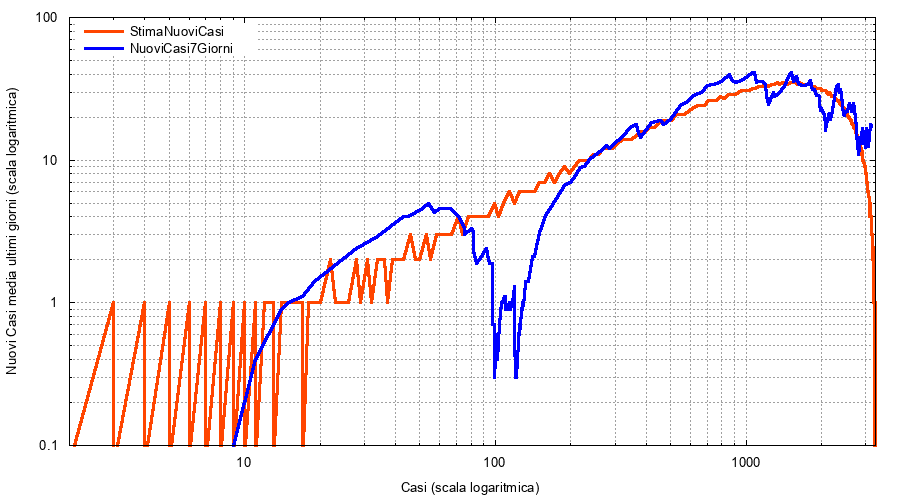 100
10
1
0.1
10
100
1000
StimaNuoviCasi
NuoviCasi7Giorni
Nuovi Casi media ultimi giorni (scala logaritmica)
Casi (scala logaritmica)